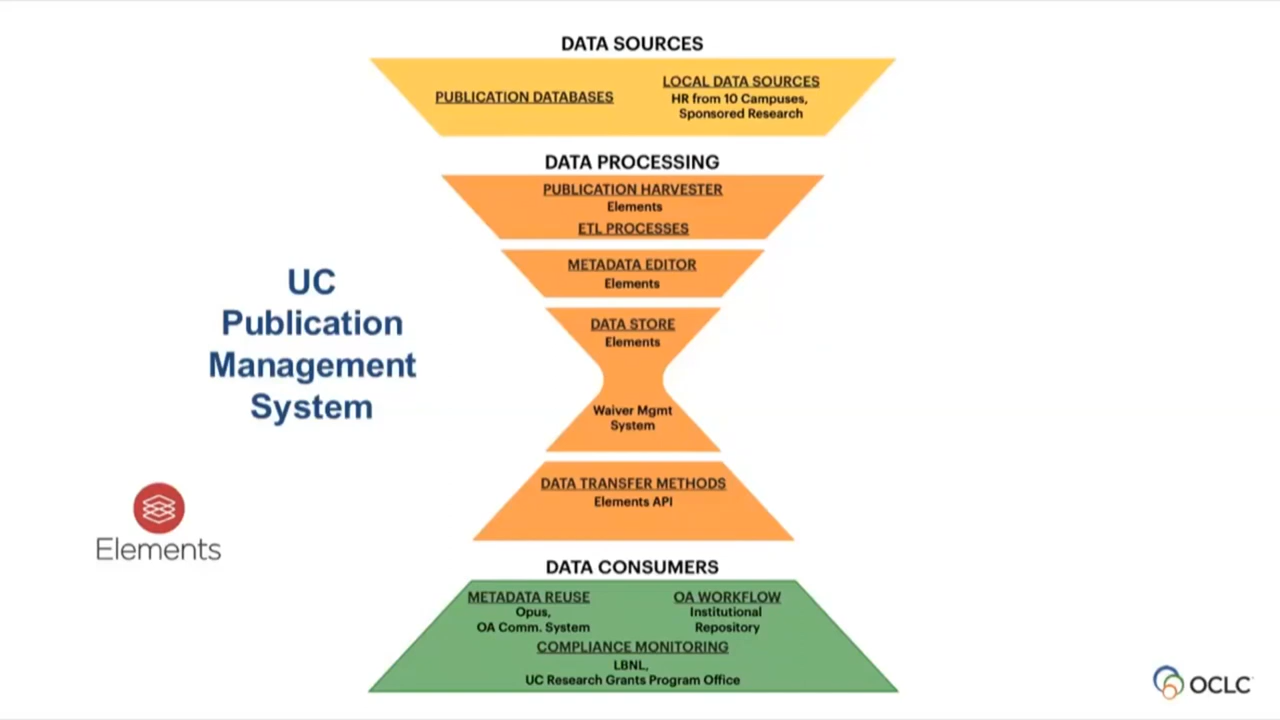 DATA SOURCES
PUBLICATION DATABASES
LOCAL DATA SOURCES
HR from 10 Campuses,
Sponsored Research
DATA PROCESSING
PUBLICATION HARVESTER
Elements
ETL PROCESSES
METADATA EDITOR
Elements
DATA STORE
Elements
Waiver Mgmt
System
DATA TRANSFER METHODS
Elements API
DATA CONSUMERS
METADATA REUSE
Opus,
OA Comm. System
OA WORKFLOW
Institutional
Repository
COMPLIANCE MONITORING
LBNL,
UC Research Grants Program Office
UC
Publication
Management
System
Elements
OCLC